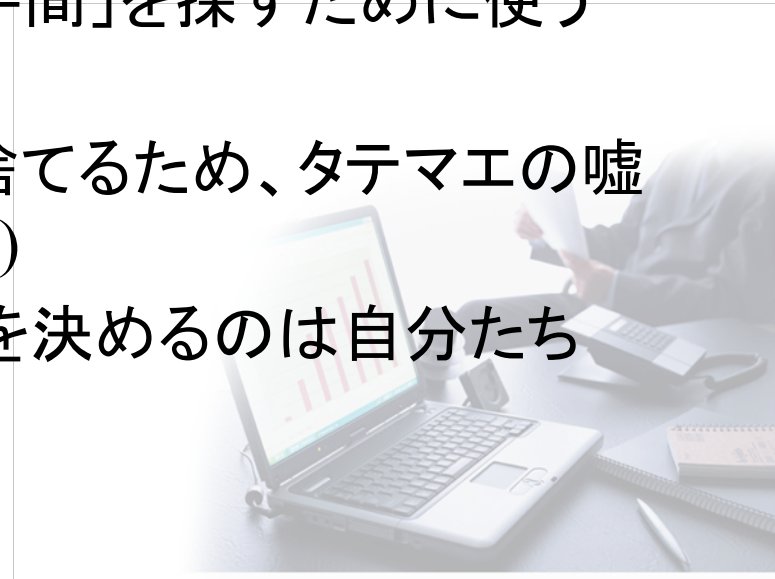 間」を探すために使う
てるため、タテマエの嘘
)
を決めるのは自分たち